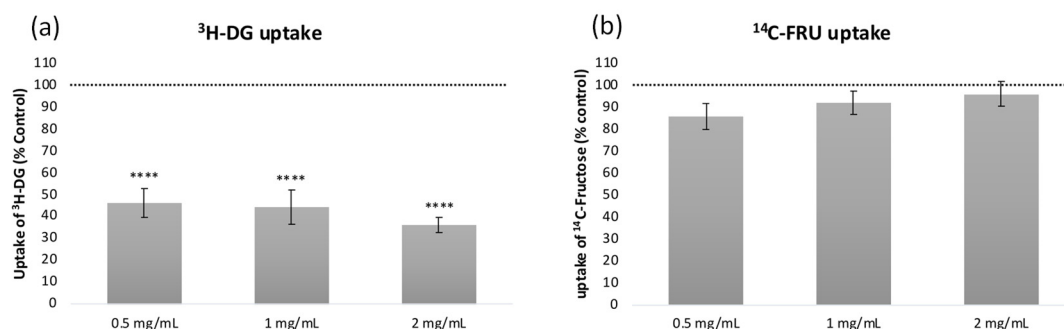 (a)
³H-DG uptake
Uptake of ³H-DG (% Control)
110
100
90
80
70
60
50
40
30
20
10
0
****
****
****
0.5 mg/mL
1 mg/mL
2 mg/mL
(b)
¹⁴C-FRU uptake
uptake of ¹⁴C-Fructose (% control)
110
100
90
80
70
60
50
40
30
20
10
0
0.5 mg/mL
1 mg/mL
2 mg/mL